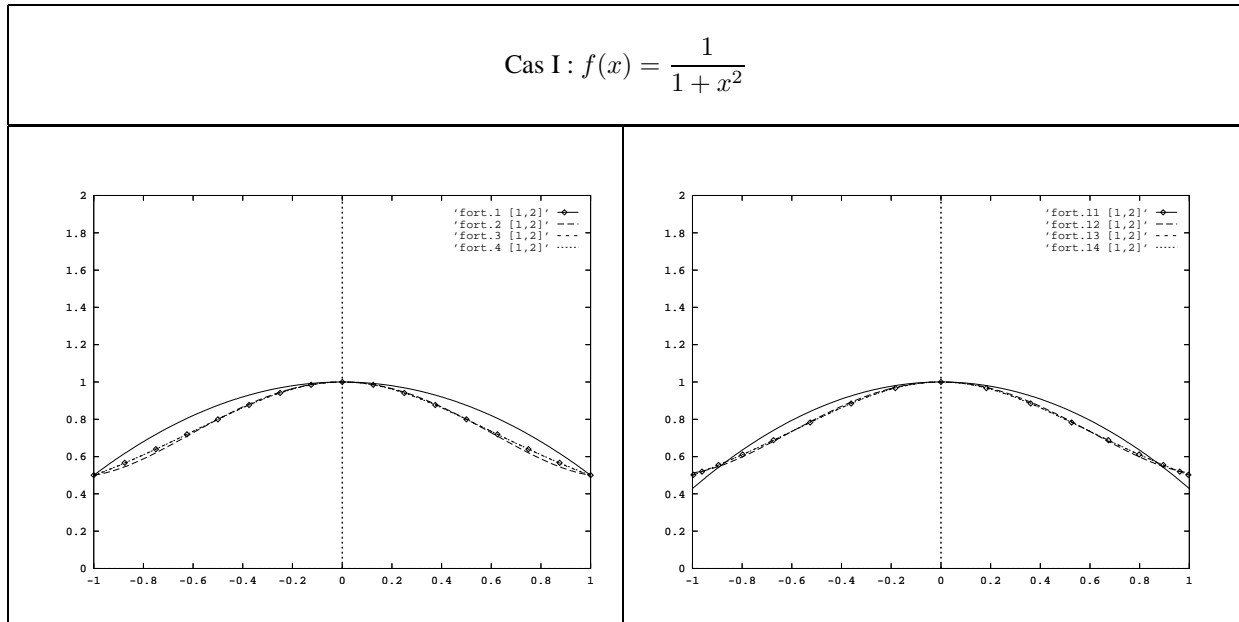 Cas I : f(x) = 1 / (1 + x²)
2
1.8
1.6
1.4
1.2
1
0.8
0.6
0.4
0.2
0
-1 -0.8 -0.6 -0.4 -0.2 0 0.2 0.4 0.6 0.8 1
'fort.1 [1,2]'
'fort.2 [1,2]'
'fort.3 [1,2]'
'fort.4 [1,2]'
2
1.8
1.6
1.4
1.2
1
0.8
0.6
0.4
0.2
0
-1 -0.8 -0.6 -0.4 -0.2 0 0.2 0.4 0.6 0.8 1
'fort.11 [1,2]'
'fort.12 [1,2]'
'fort.13 [1,2]'
'fort.14 [1,2]'